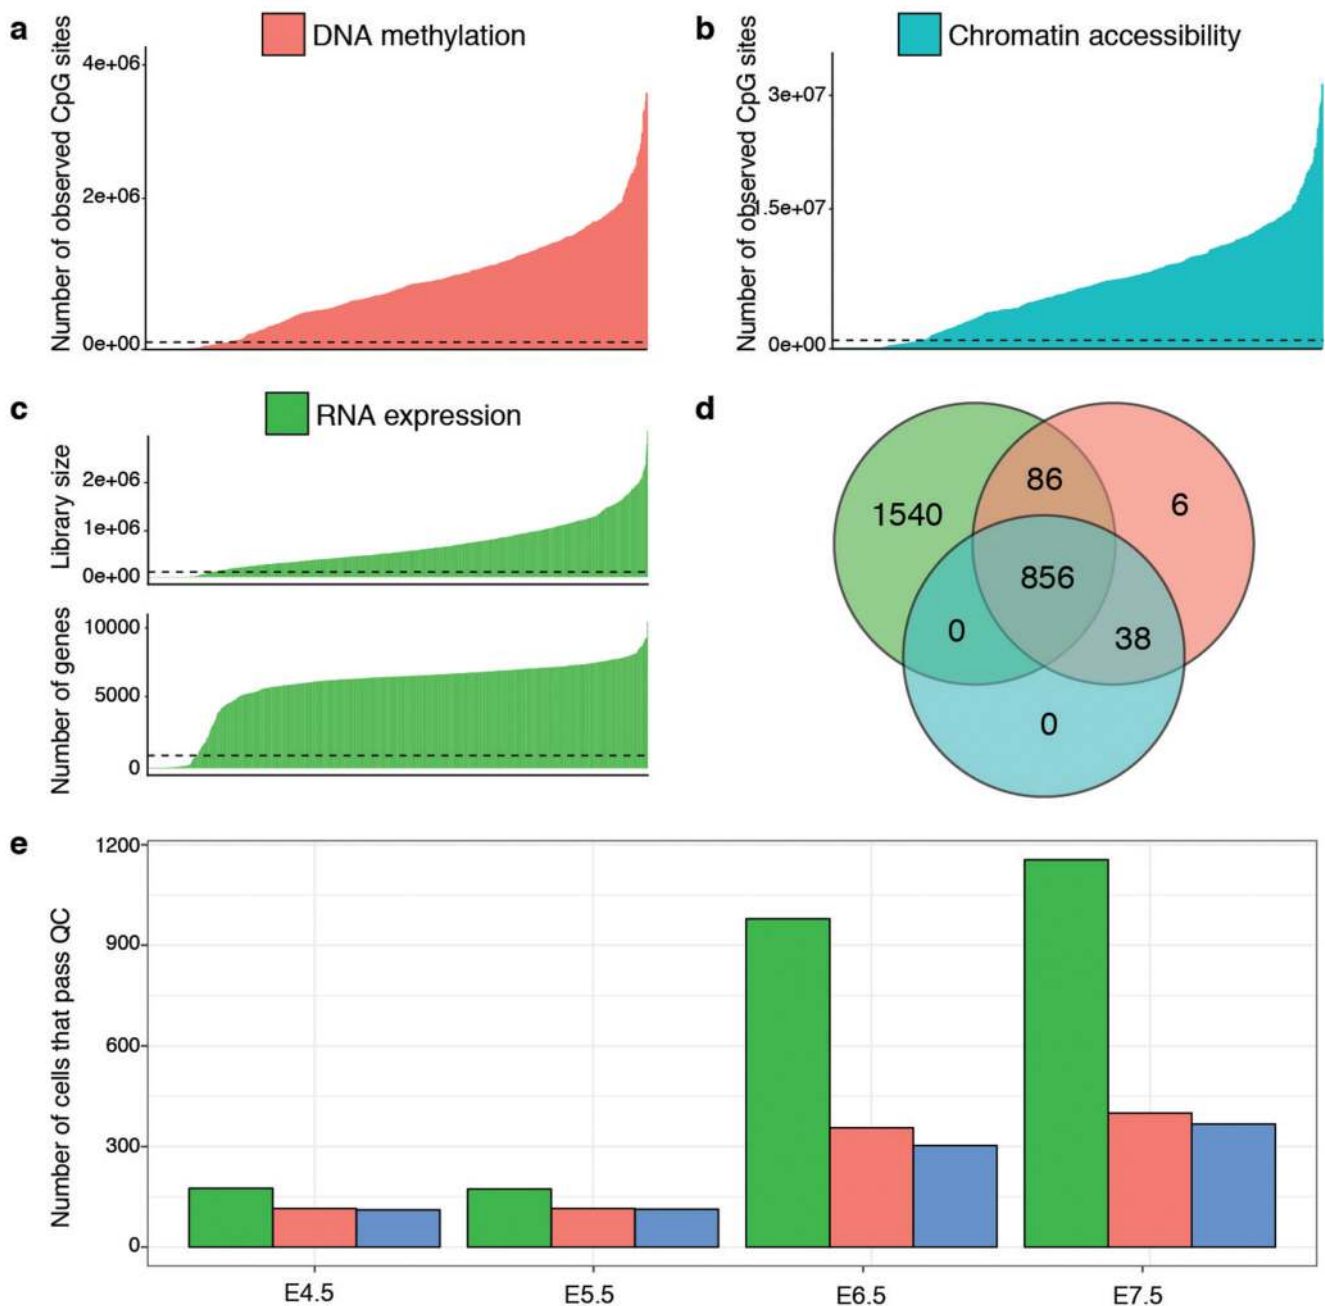 a
DNA methylation
Number of observed CpG sites
4e+06
2e+06
0e+00
b
Chromatin accessibility
Number of observed CpG sites
3e+07
1.5e+07
0e+00
c
RNA expression
Library size
2e+06
1e+06
0e+00
Number of genes
10000
5000
0
d
1540
86
6
856
0
38
0
e
Number of cells that pass QC
1200
900
600
300
0
E4.5
E5.5
E6.5
E7.5